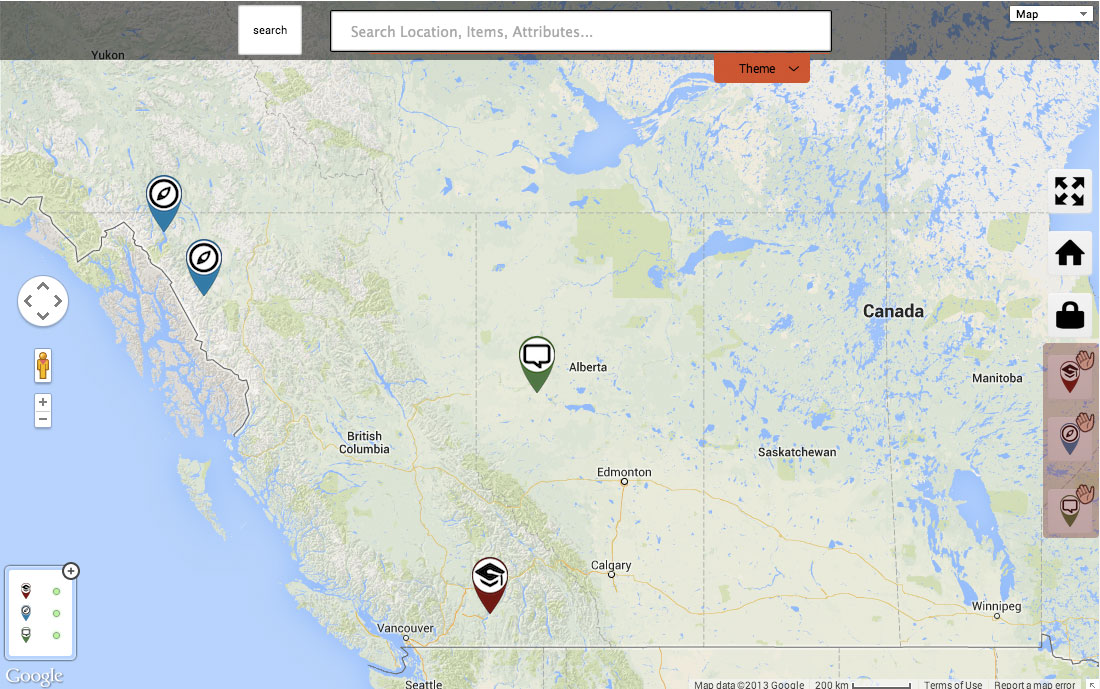 search
Search Location, Items, Attributes...
Map
Yukon
Theme
Canada
Alberta
Manitoba
British
Columbia
Saskatchewan
Edmonton
Calgary
Winnipeg
Vancouver
Seattle
Google
Map data ©2013 Google
200 km
Terms of Use
Report a map error